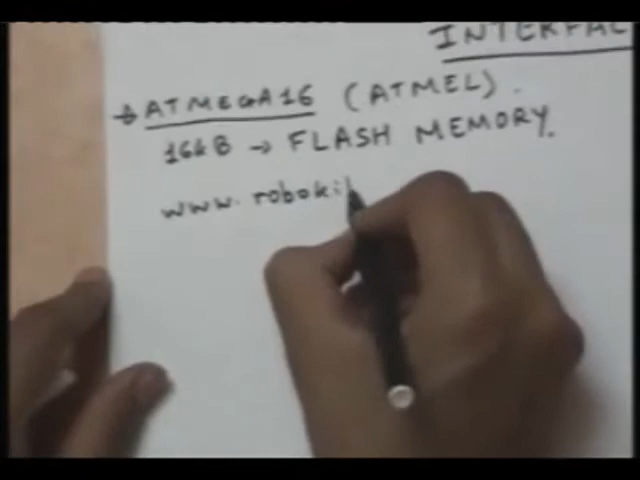 INTERFAC
→ ATMEGA16 (ATMEL).
16kB → FLASH MEMORY.
www.roboki